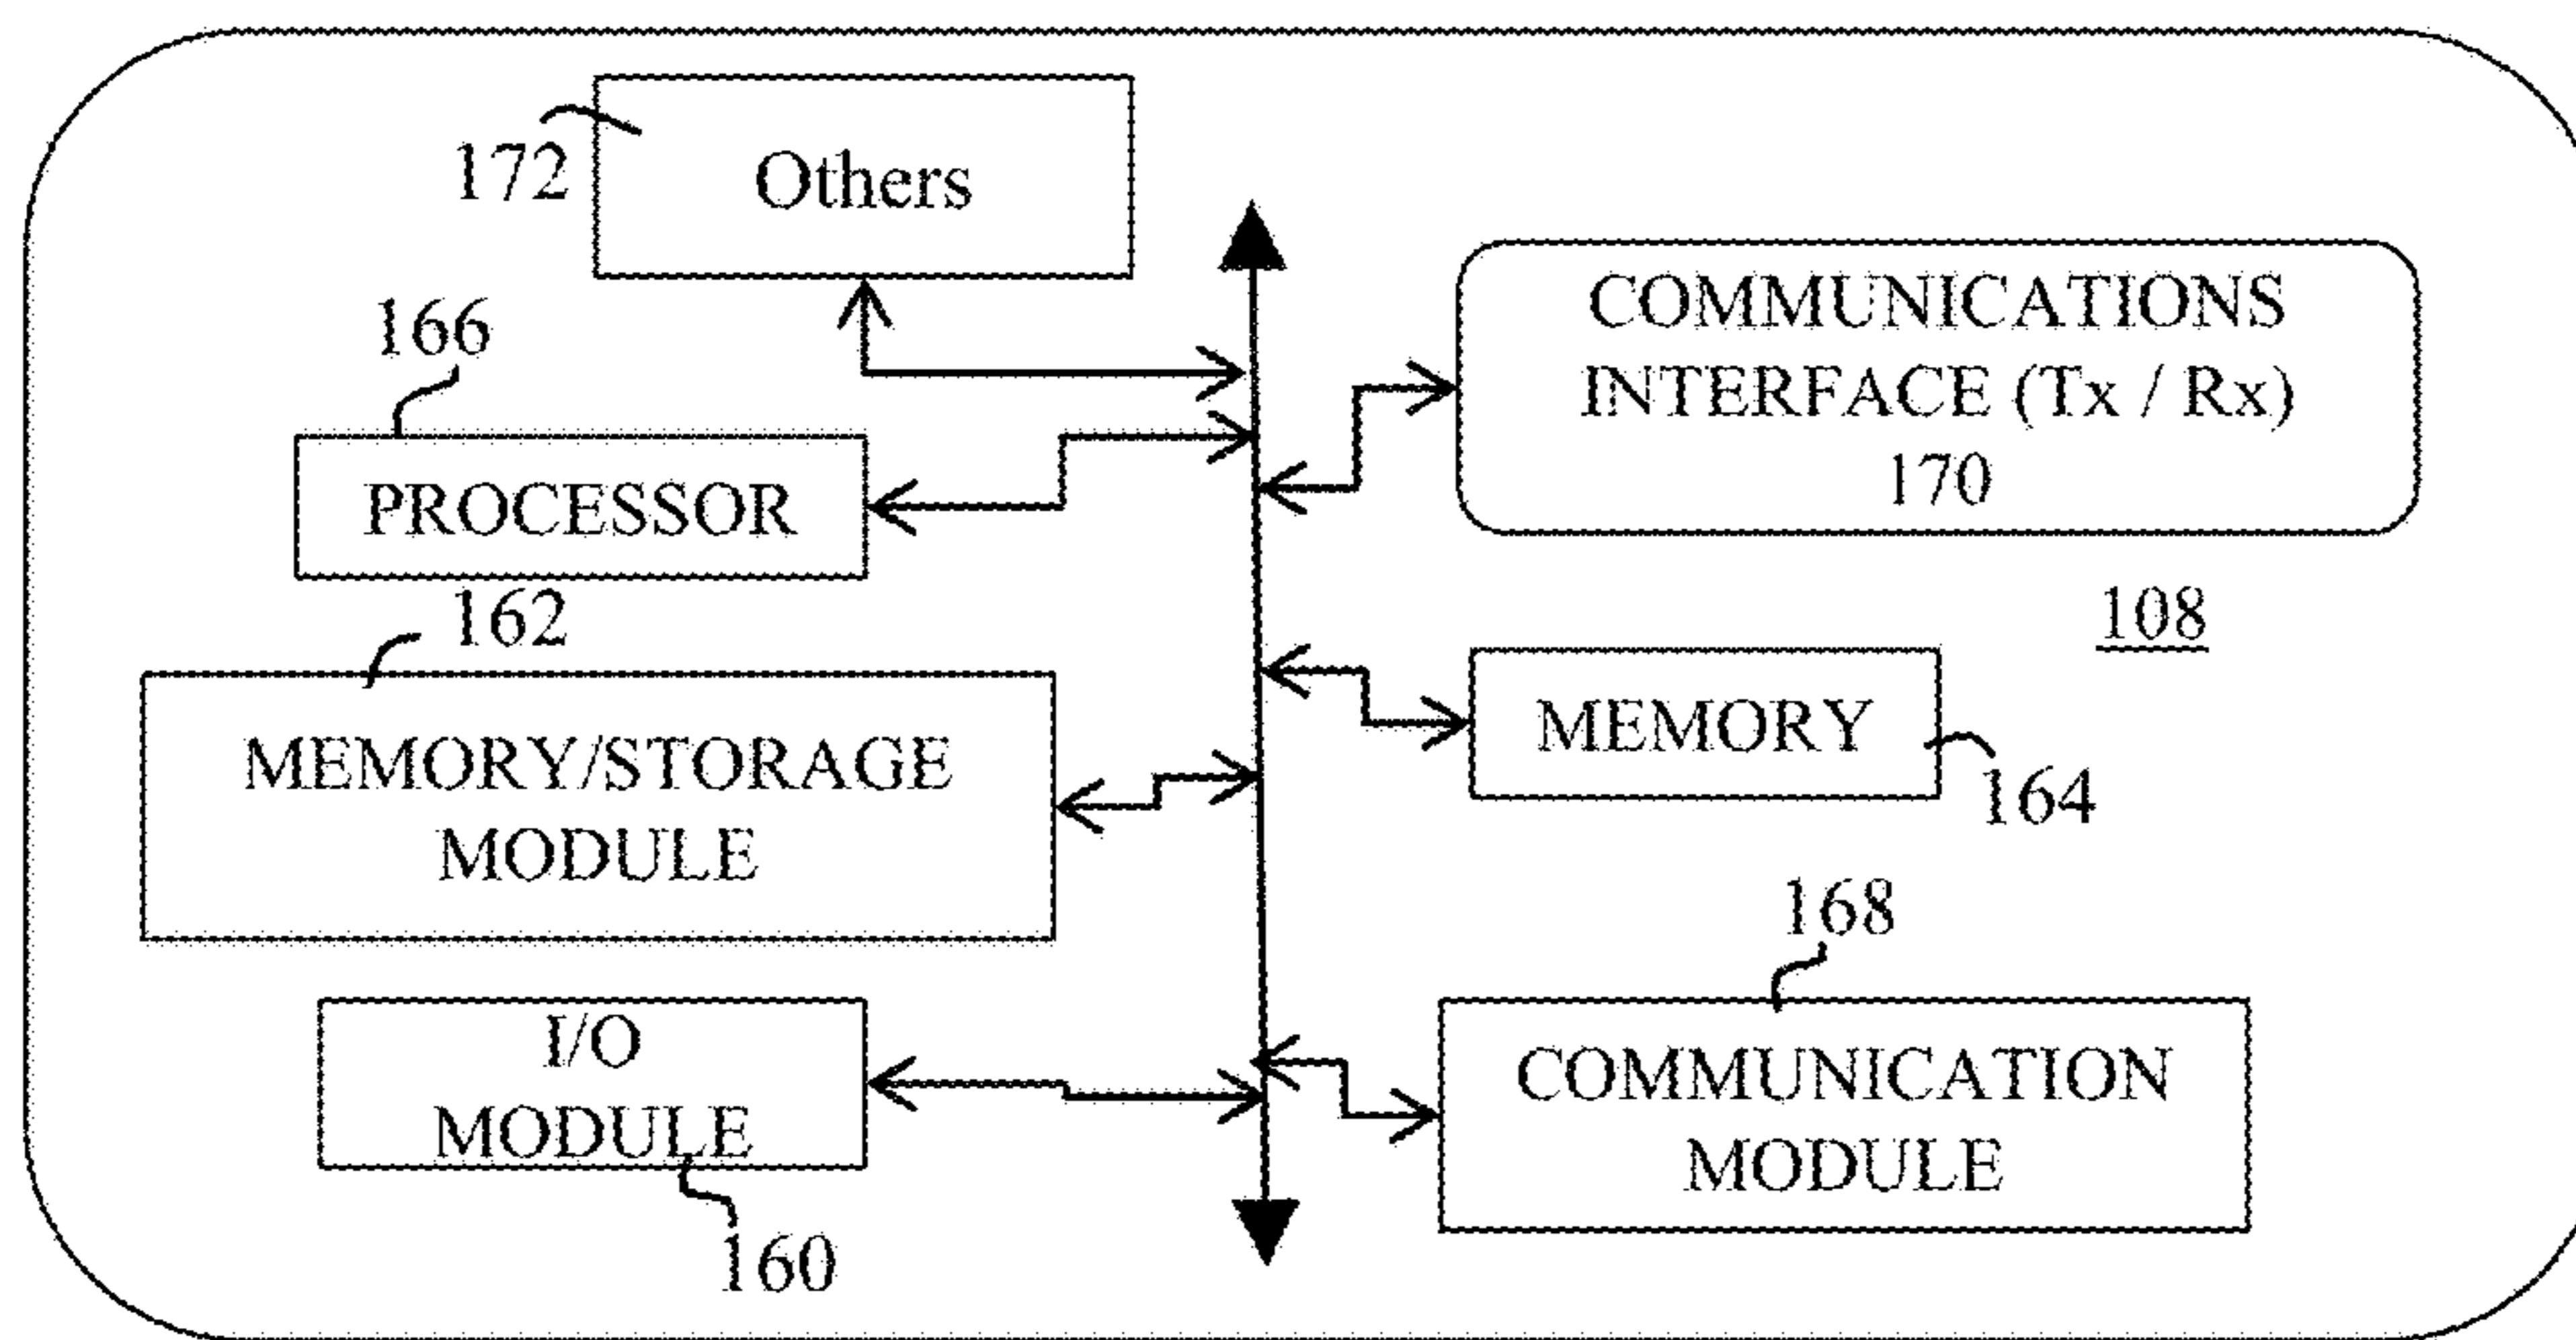 172
Others
166
PROCESSOR
162
MEMORY/STORAGE
MODULE
I/O
MODULE
160
COMMUNICATIONS
INTERFACE (Tx / Rx)
170
108
MEMORY
164
168
COMMUNICATION
MODULE